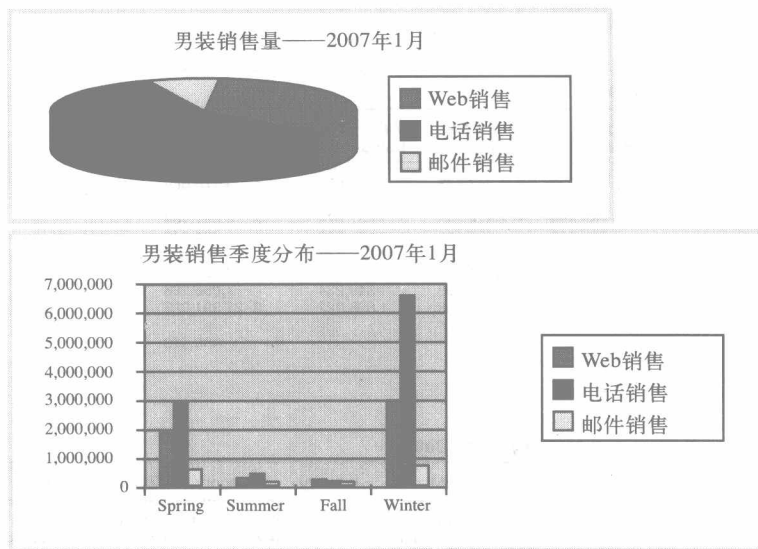 男装销售量——2007年1月
Web销售
电话销售
邮件销售
男装销售季度分布——2007年1月
7,000,000
6,000,000
5,000,000
4,000,000
3,000,000
2,000,000
1,000,000
0
Spring Summer Fall Winter
Web销售
电话销售
邮件销售